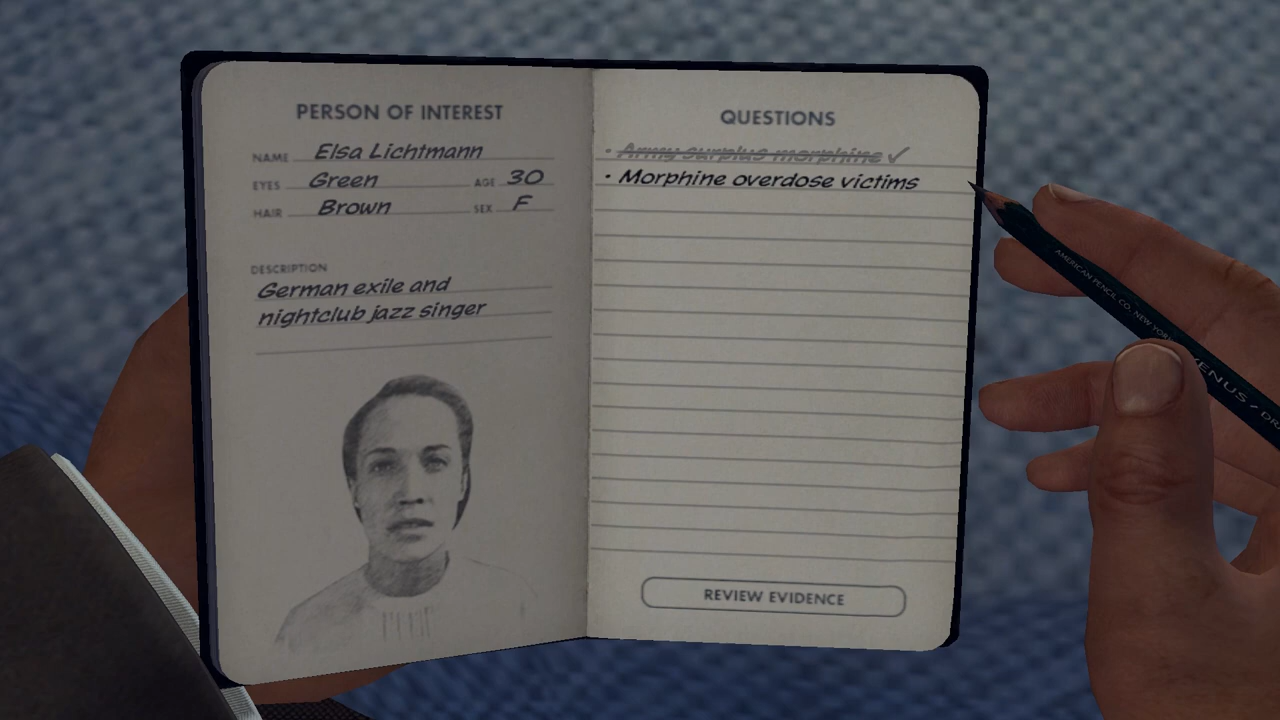 PERSON OF INTEREST
NAME Elsa Lichtmann
EYES Green AGE 30
HAIR Brown SEX F
DESCRIPTION
German exile and
nightclub jazz singer
QUESTIONS
• Army surplus morphine ✓
• Morphine overdose victims
REVIEW EVIDENCE
AMERICAN PENCIL CO. NEW YORK
VENUS / DRA